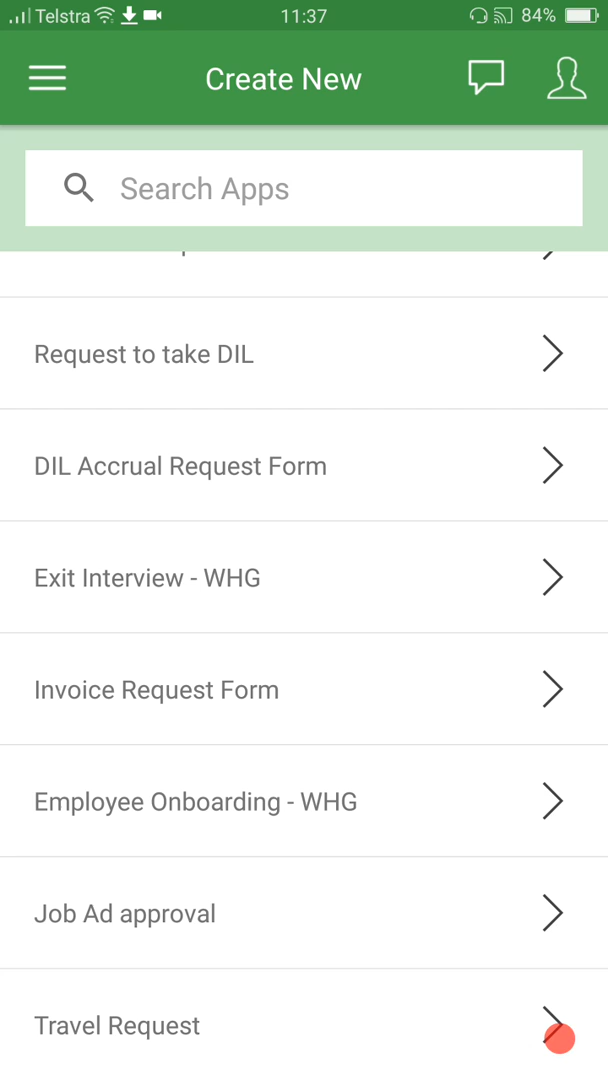 Telstra 11:37 84%
Create New
Search Apps
Request to take DIL
DIL Accrual Request Form
Exit Interview - WHG
Invoice Request Form
Employee Onboarding - WHG
Job Ad approval
Travel Request